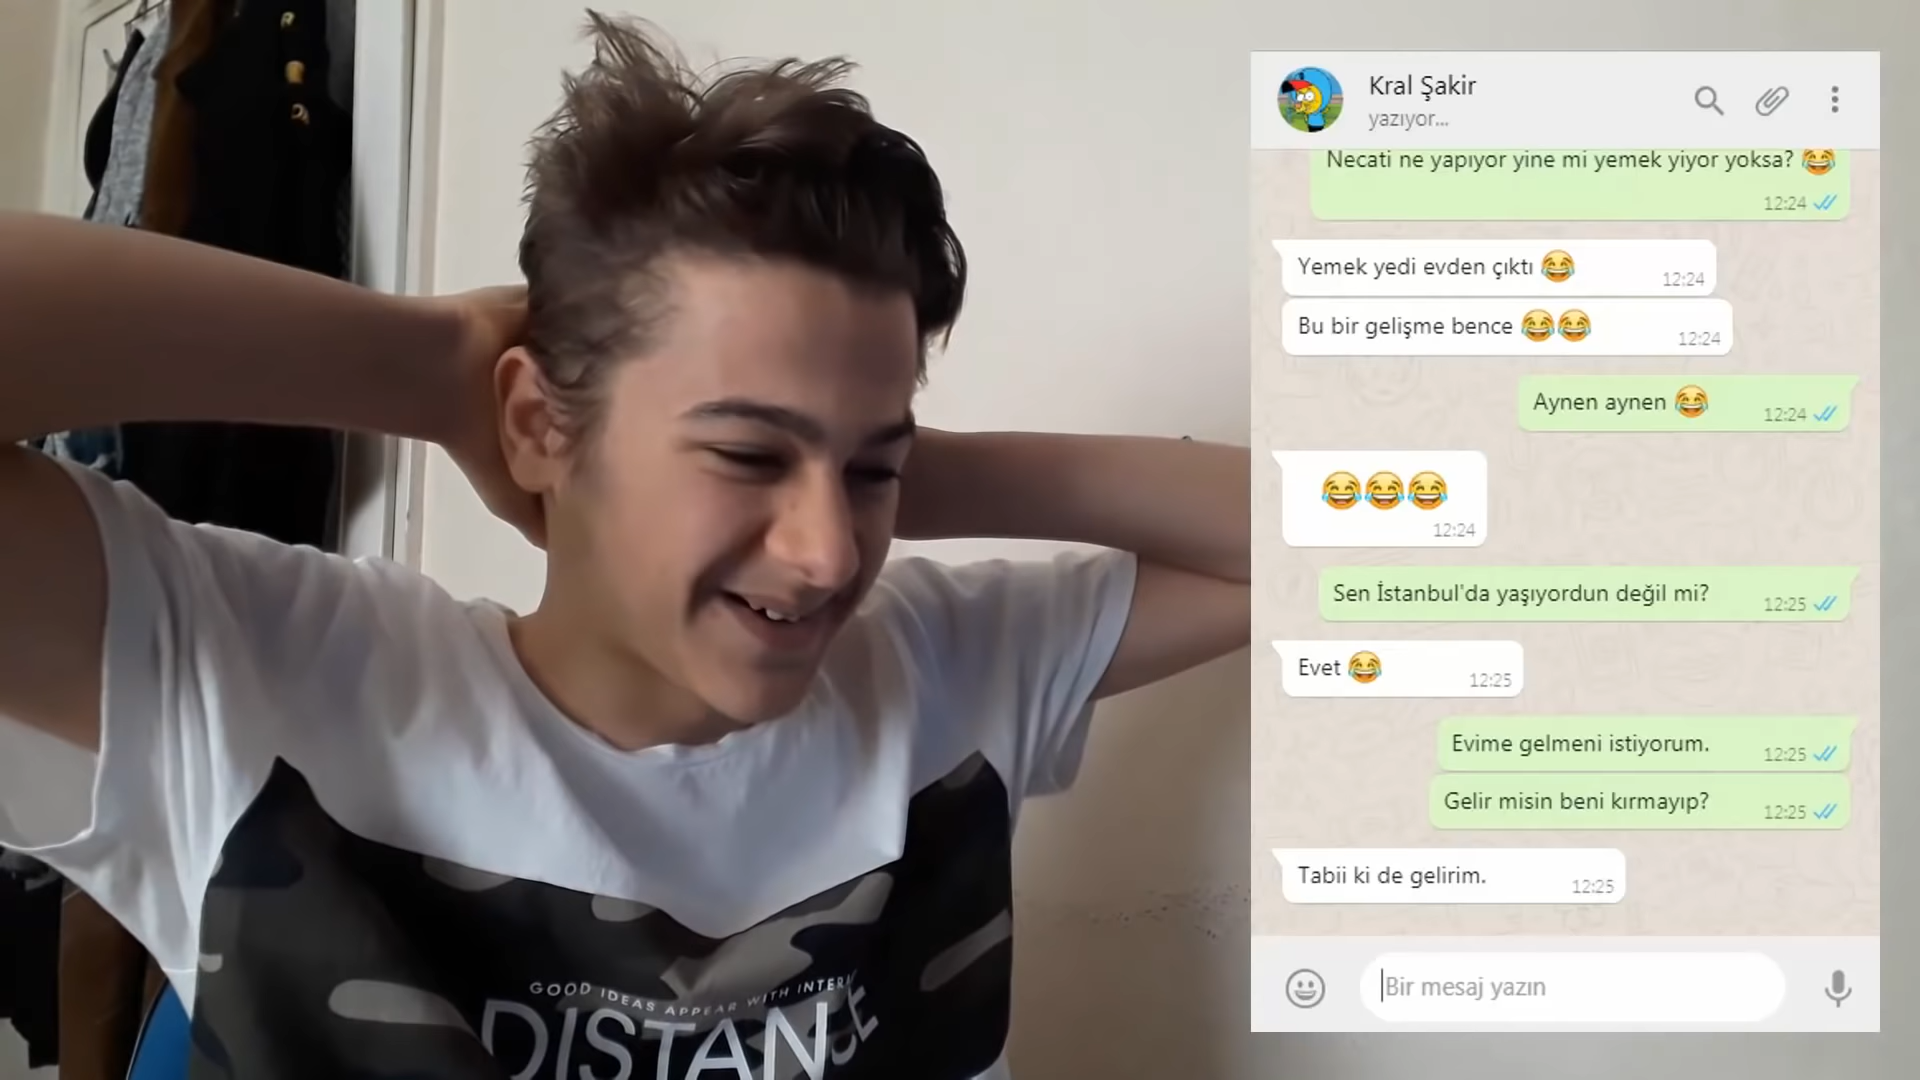 Kral Şakir
yazıyor...
Necati ne yapıyor yine mi yemek yiyor yoksa? 😂
12:24
Yemek yedi evden çıktı 😂
12:24
Bu bir gelişme bence 😂😂
12:24
Aynen aynen 😂
12:24
😂😂😂
12:24
Sen İstanbul'da yaşıyordun değil mi?
12:25
Evet 😂
12:25
Evime gelmeni istiyorum.
12:25
Gelir misin beni kırmayıp?
12:25
Tabii ki de gelirim.
12:25
Bir mesaj yazın
GOOD IDEAS APPEAR WITH
DISTANCE